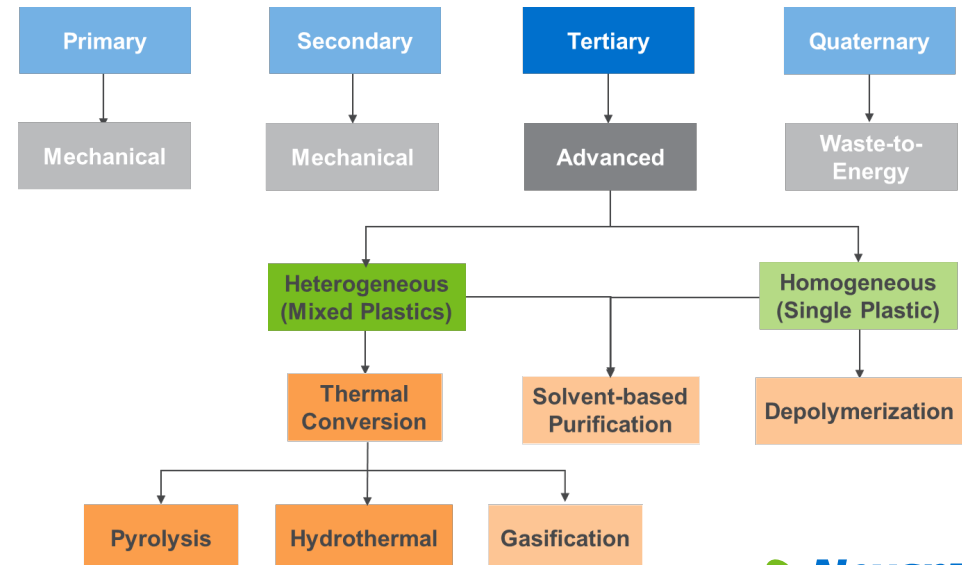 Primary
Secondary
Tertiary
Quaternary
Mechanical
Mechanical
Advanced
Waste-to-
Energy
Heterogeneous
(Mixed Plastics)
Homogeneous
(Single Plastic)
Thermal
Conversion
Solvent-based
Purification
Depolymerization
Pyrolysis
Hydrothermal
Gasification